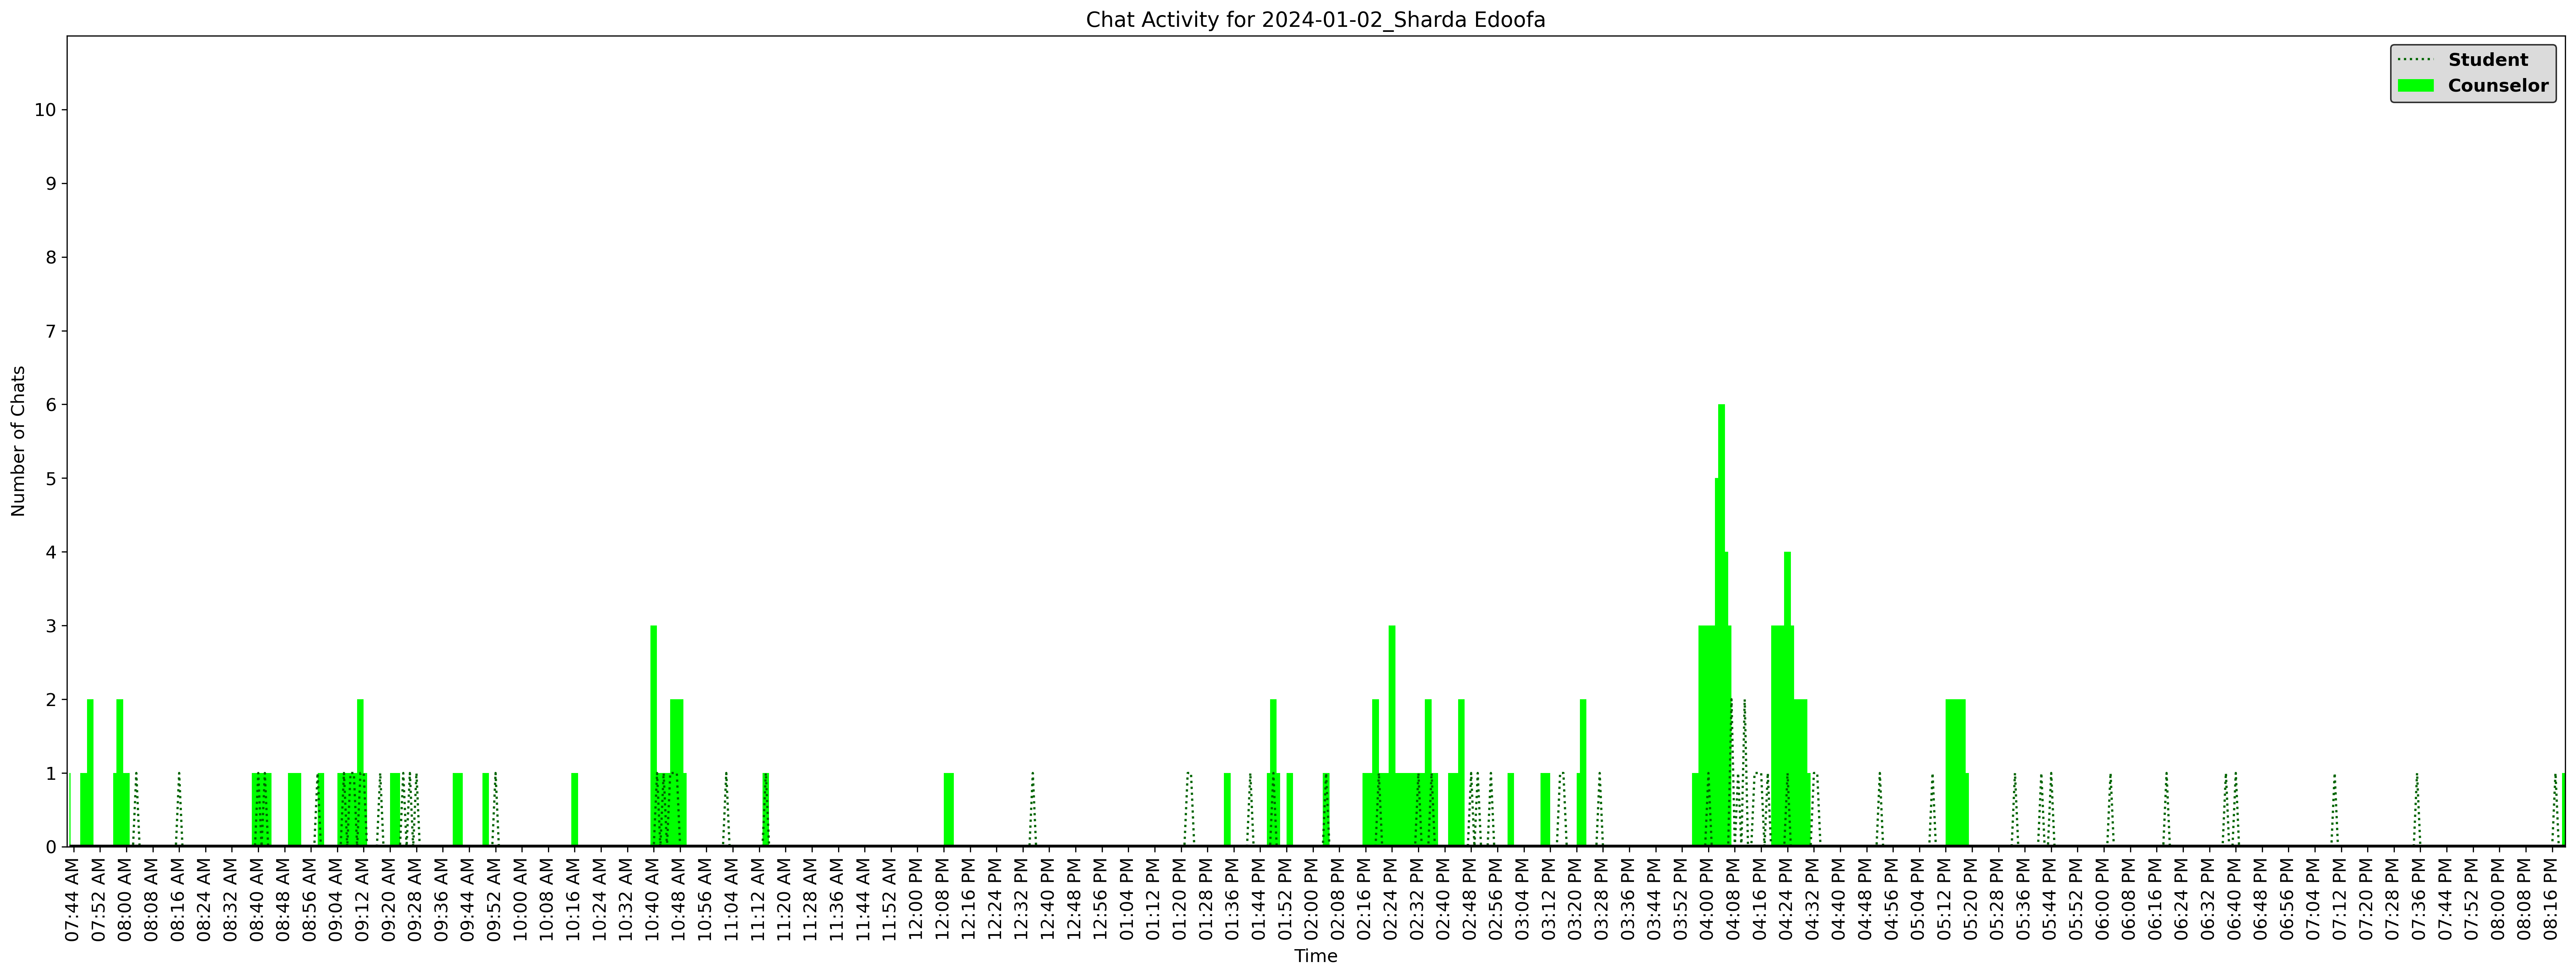 Chat Activity for 2024-01-02_Sharda Edoofa
Student
Counselor
Number of Chats
10
9
8
7
6
5
4
3
2
1
0
07:44 AM
07:52 AM
08:00 AM
08:08 AM
08:16 AM
08:24 AM
08:32 AM
08:40 AM
08:48 AM
08:56 AM
09:04 AM
09:12 AM
09:20 AM
09:28 AM
09:36 AM
09:44 AM
09:52 AM
10:00 AM
10:08 AM
10:16 AM
10:24 AM
10:32 AM
10:40 AM
10:48 AM
10:56 AM
11:04 AM
11:12 AM
11:20 AM
11:28 AM
11:36 AM
11:44 AM
11:52 AM
12:00 PM
12:08 PM
12:16 PM
12:24 PM
12:32 PM
12:40 PM
12:48 PM
12:56 PM
01:04 PM
01:12 PM
01:20 PM
01:28 PM
01:36 PM
01:44 PM
01:52 PM
02:00 PM
02:08 PM
02:16 PM
02:24 PM
02:32 PM
02:40 PM
02:48 PM
02:56 PM
03:04 PM
03:12 PM
03:20 PM
03:28 PM
03:36 PM
03:44 PM
03:52 PM
04:00 PM
04:08 PM
04:16 PM
04:24 PM
04:32 PM
04:40 PM
04:48 PM
04:56 PM
05:04 PM
05:12 PM
05:20 PM
05:28 PM
05:36 PM
05:44 PM
05:52 PM
06:00 PM
06:08 PM
06:16 PM
06:24 PM
06:32 PM
06:40 PM
06:48 PM
06:56 PM
07:04 PM
07:12 PM
07:20 PM
07:28 PM
07:36 PM
07:44 PM
07:52 PM
08:00 PM
08:08 PM
08:16 PM
Time